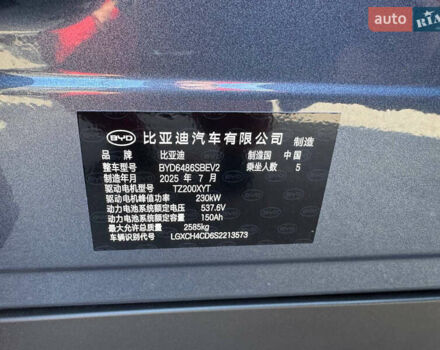 auto RIA
BYD 比亚迪汽车有限公司 制造
品牌 比亚迪 制造国 中国
整车型号 BYD6486SBEV2 乘坐人数 5
制造年月 2025 年 7 月
驱动电机型号 TZ200XYT
驱动电机峰值功率 230kW
动力电池系统额定电压 537.6V
动力电池系统额定容量 150Ah
最大允许总质量 2585kg
车辆识别代号 LGXCH4CD6S2213573